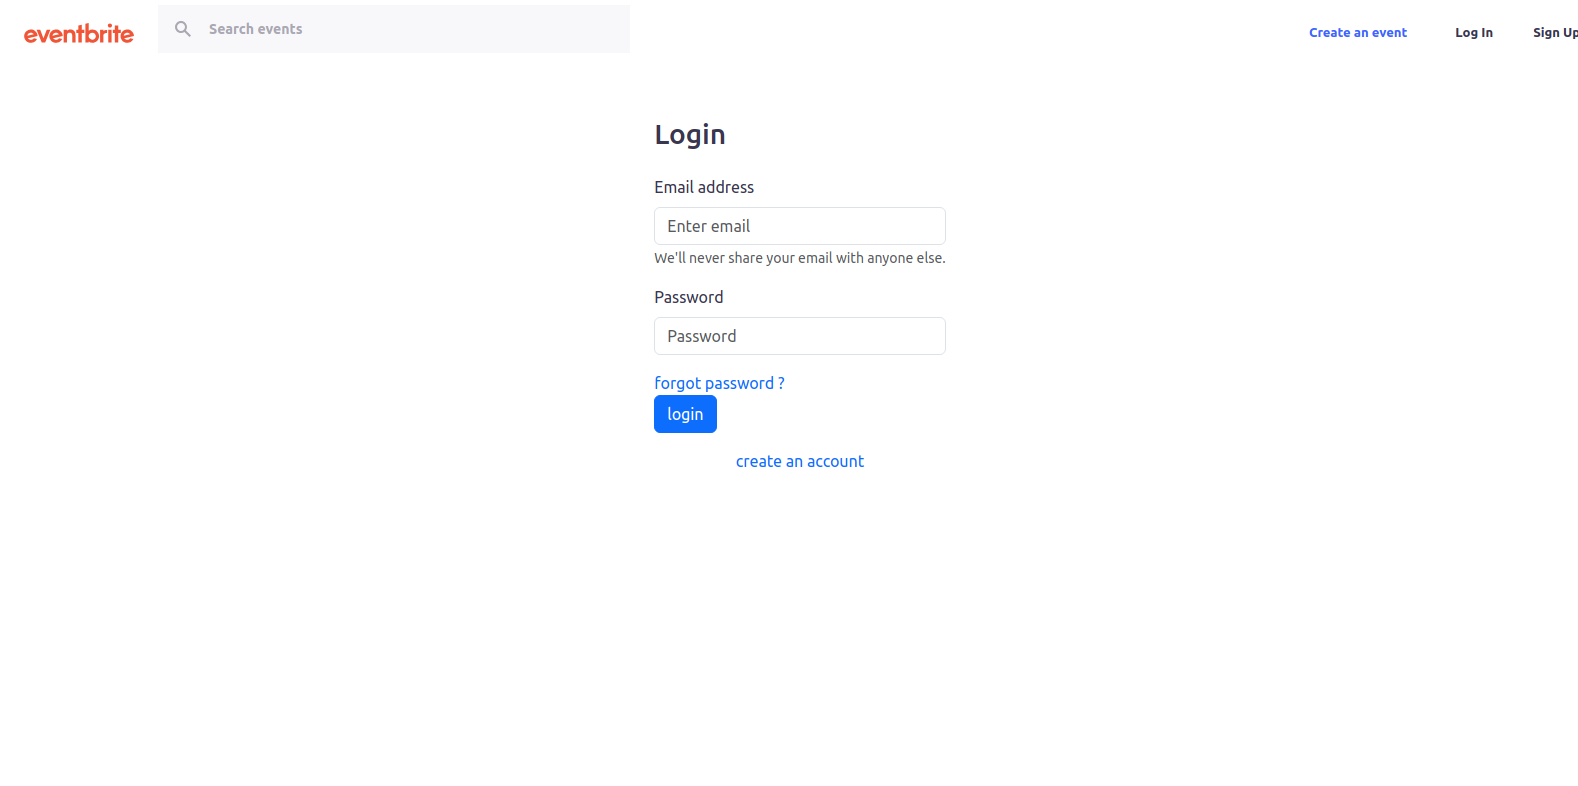 eventbrite
Search events
Create an event
Log In
Sign Up
Login
Email address
Enter email
We'll never share your email with anyone else.
Password
Password
forgot password ?
login
create an account